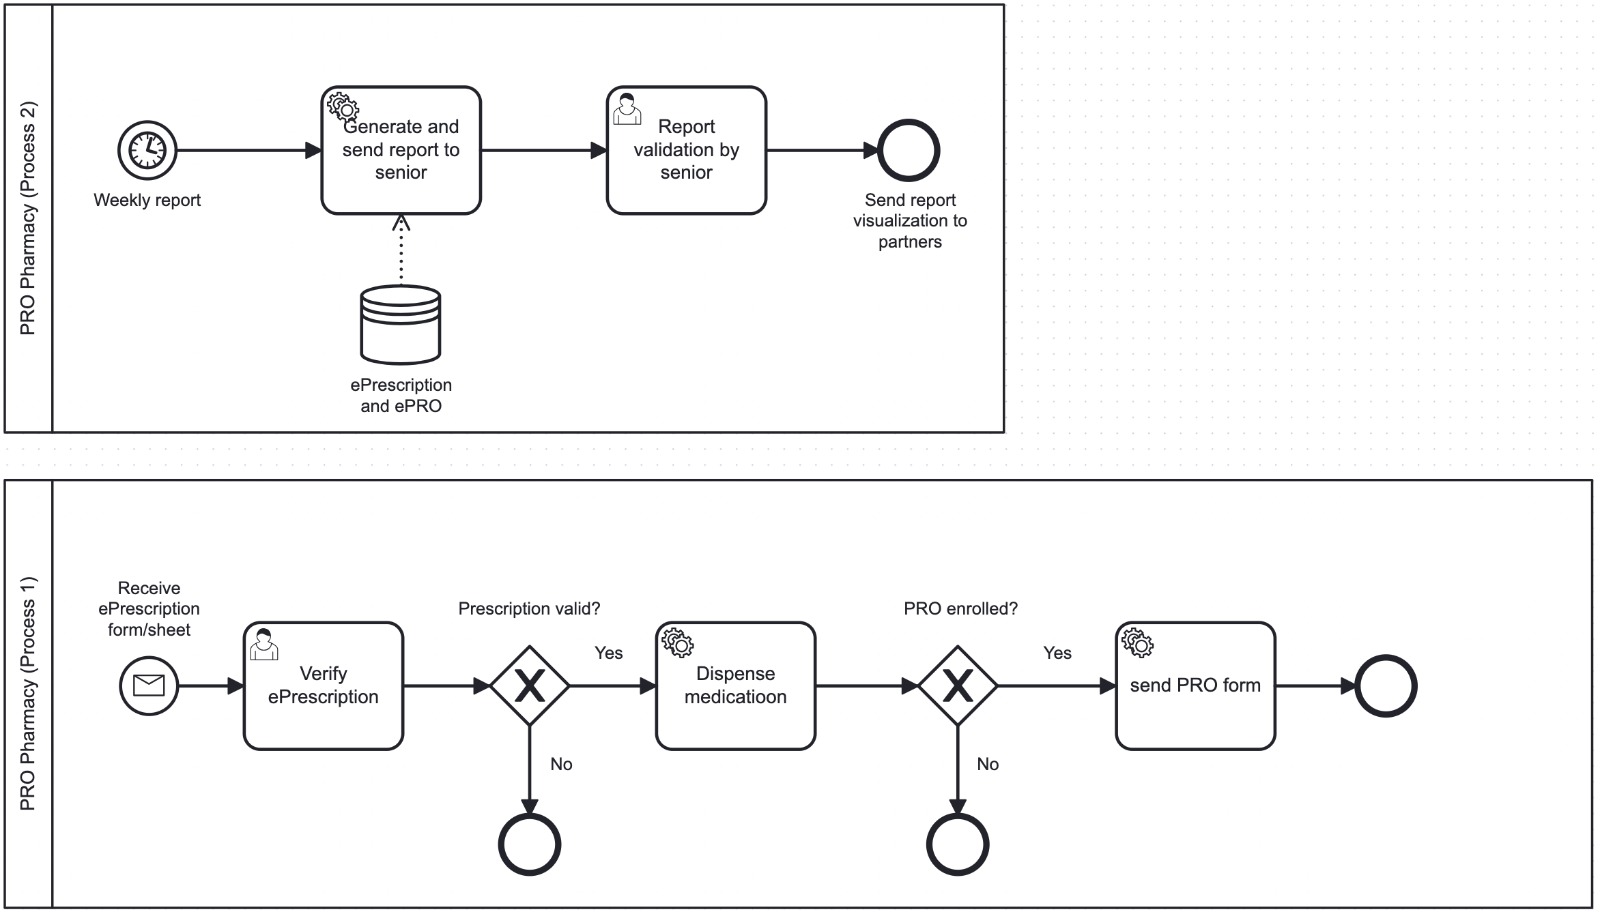 PRO Pharmacy (Process 2)
Weekly report
Generate and
send report to
senior
ePrescription
and ePRO
Report
validation by
senior
Send report
visualization to
partners
PRO Pharmacy (Process 1)
Receive
ePrescription
form/sheet
Verify
ePrescription
Prescription valid?
Yes
No
Dispense
medicatioon
PRO enrolled?
Yes
No
send PRO form